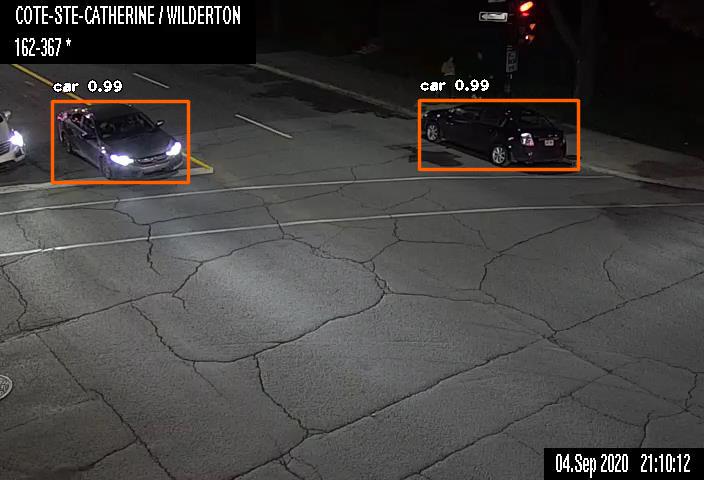 COTE-STE-CATHERINE / WILDERTON
162-367 *
car 0.99
car 0.99
04.Sep 2020 21:10:12